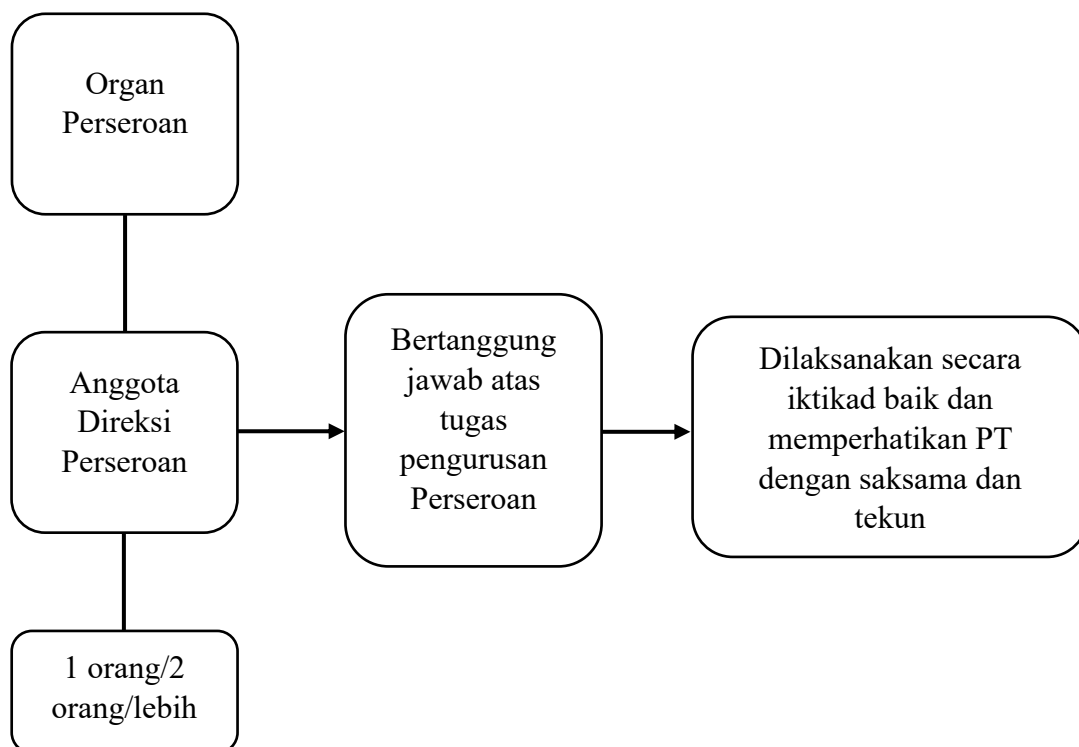 Organ
Perseroan
Anggota
Direksi
Perseroan
Bertanggung
jawab atas
tugas
pengurusan
Perseroan
Dilaksanakan secara
iktikad baik dan
memperhatikan PT
dengan saksama dan
tekun
1 orang/2
orang/lebih